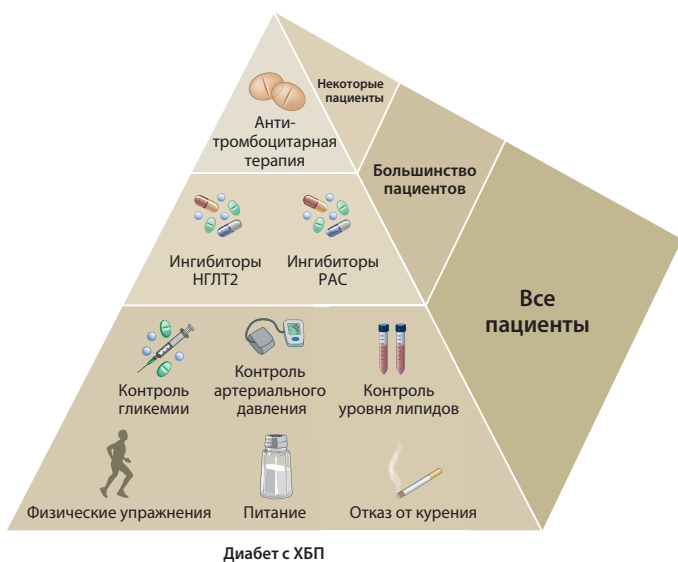 Некоторые
пациенты
Анти-
тромбоцитарная
терапия
Большинство
пациентов
Ингибиторы
НГЛТ2
Ингибиторы
РАС
Все
пациенты
Контроль
гликемии
Контроль
артериального
давления
Контроль
уровня липидов
Физические упражнения
Питание
Отказ от курения
Диабет с ХБП